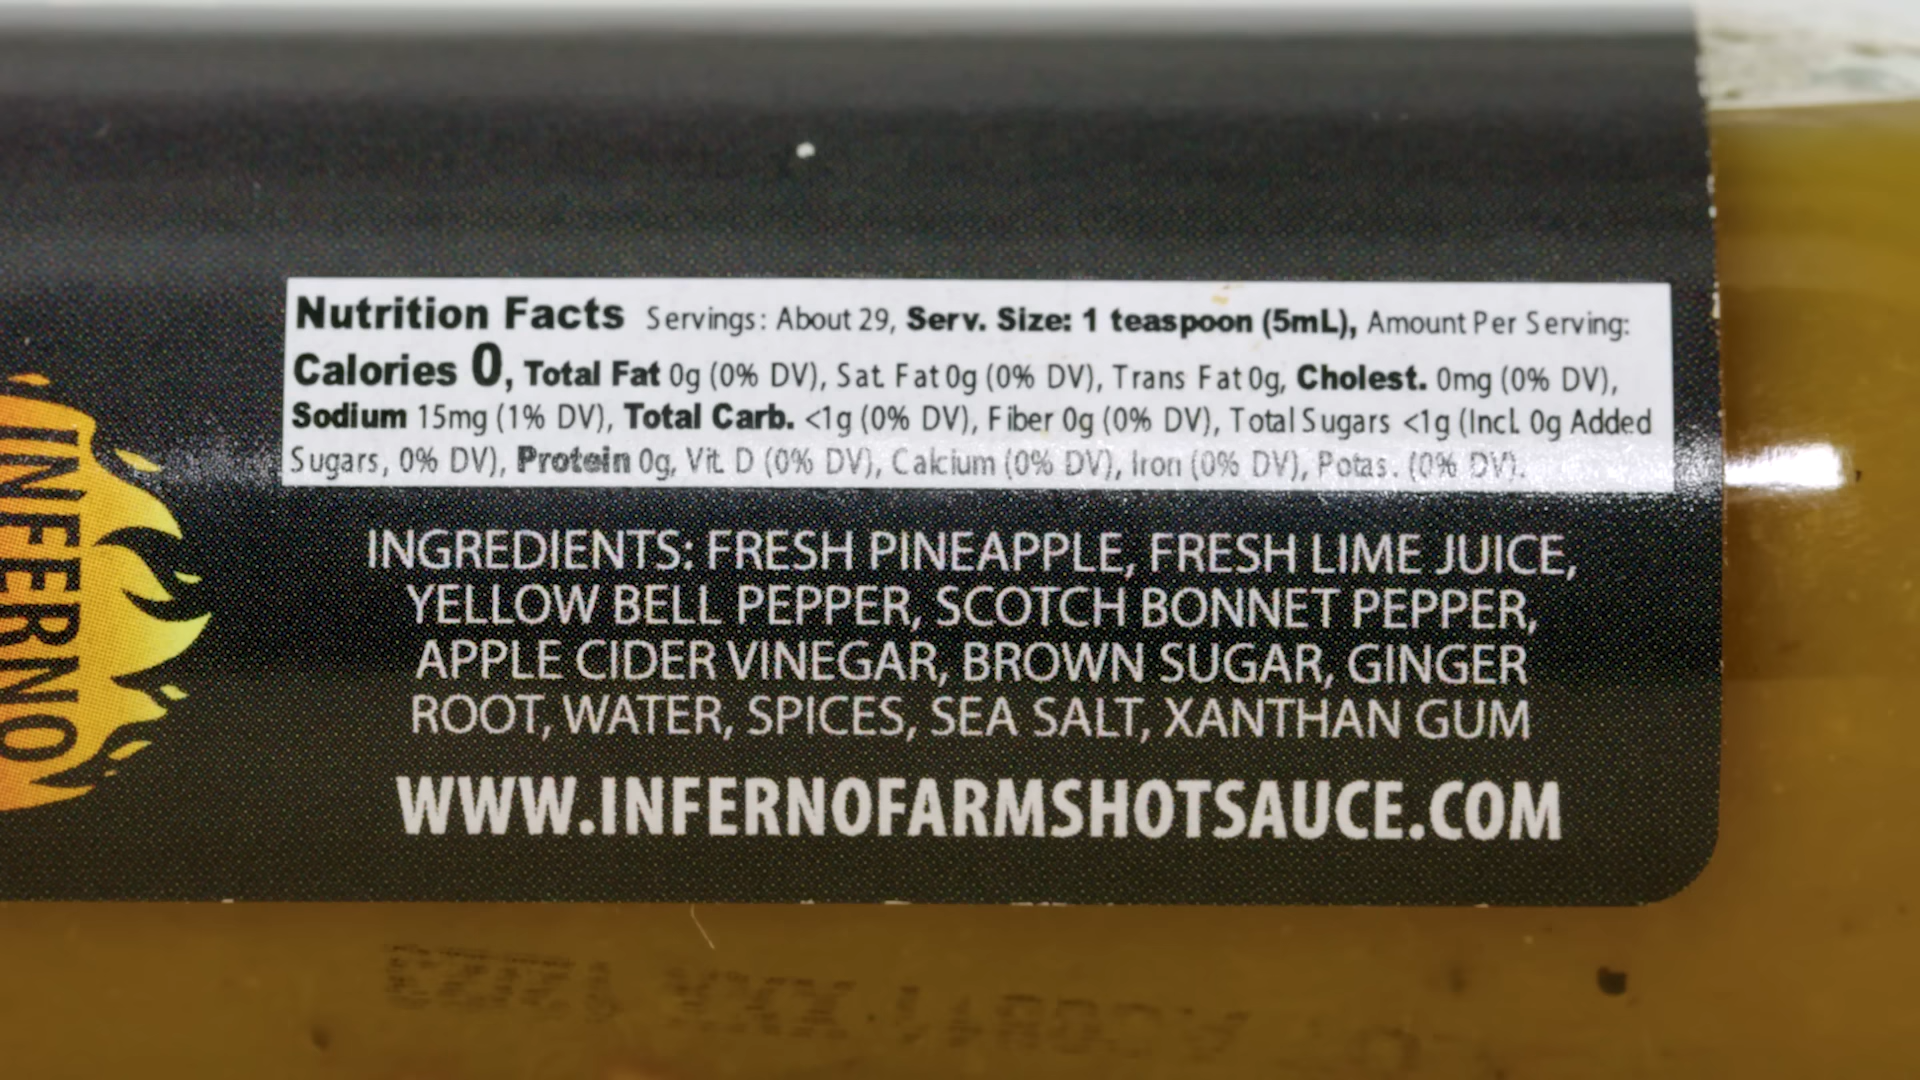 Nutrition Facts Servings: About 29, Serv. Size: 1 teaspoon (5mL), Amount Per Serving:
Calories 0, Total Fat 0g (0% DV), Sat. Fat 0g (0% DV), Trans Fat 0g, Cholest. 0mg (0% DV),
Sodium 15mg (1% DV), Total Carb. <1g (0% DV), Fiber 0g (0% DV), Total Sugars <1g (Incl. 0g Added
Sugars, 0% DV), Protein 0g, Vit. D (0% DV), Calcium (0% DV), Iron (0% DV), Potas. (0% DV).
INFERNO
INGREDIENTS: FRESH PINEAPPLE, FRESH LIME JUICE,
YELLOW BELL PEPPER, SCOTCH BONNET PEPPER,
APPLE CIDER VINEGAR, BROWN SUGAR, GINGER
ROOT, WATER, SPICES, SEA SALT, XANTHAN GUM
WWW.INFERNOFARMSHOTSAUCE.COM